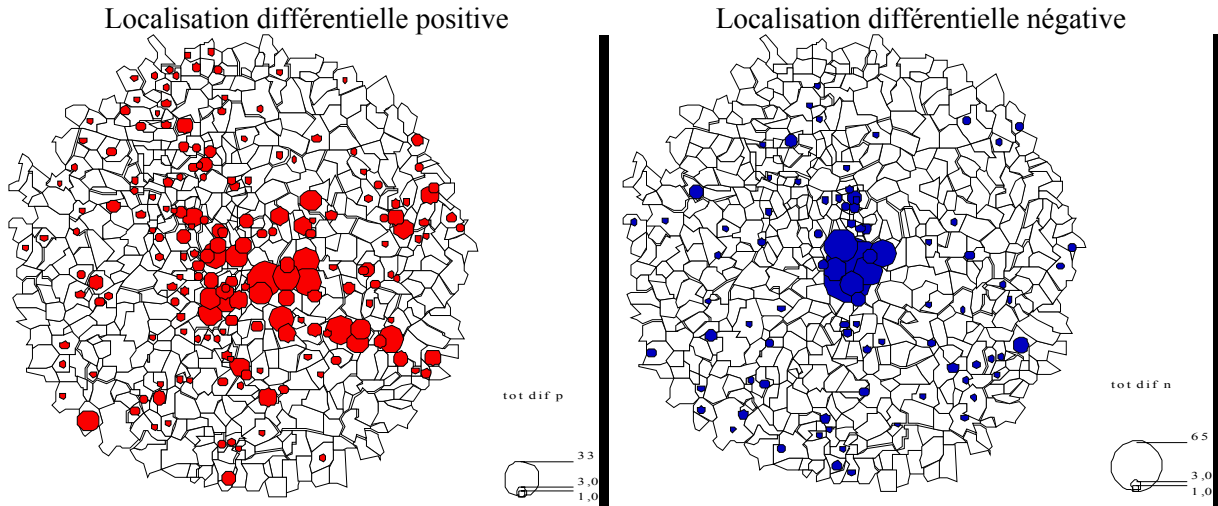 Localisation différentielle positive
Localisation différentielle négative
tot dif p
33
3,0
1,0
tot dif n
65
3,0
1,0